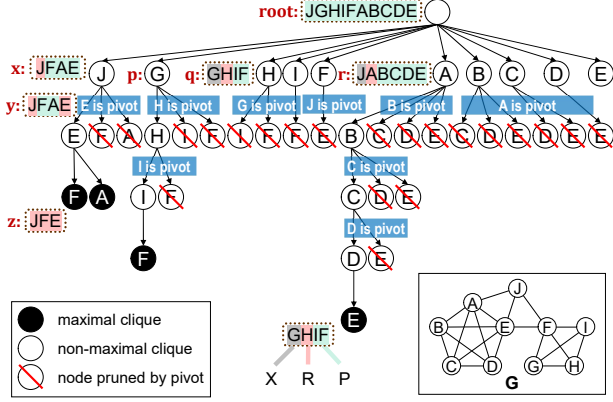 root: JGHIFABCDE
x: JFAE J p: G q: GHIF H I F r: JABCDE A B C D E
y: JFAE E is pivot H is pivot G is pivot J is pivot B is pivot A is pivot
E F A H I F I F F E B C D E C D E D E E
I is pivot C is pivot
F A I F C D E
z: JFE D is pivot
F D E
E
maximal clique
non-maximal clique
node pruned by pivot
GHIF
X R P
J
A
B E F I
C D G H
G